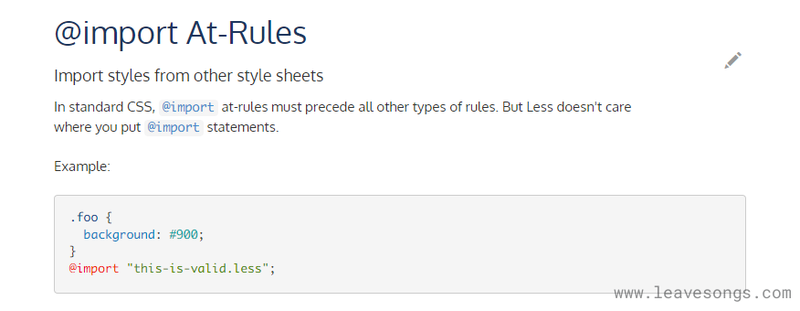 @import At-Rules
Import styles from other style sheets
In standard CSS, @import at-rules must precede all other types of rules. But Less doesn't care
where you put @import statements.
Example:
.foo {
  background: #900;
}
@import "this-is-valid.less";
www.leavesongs.com